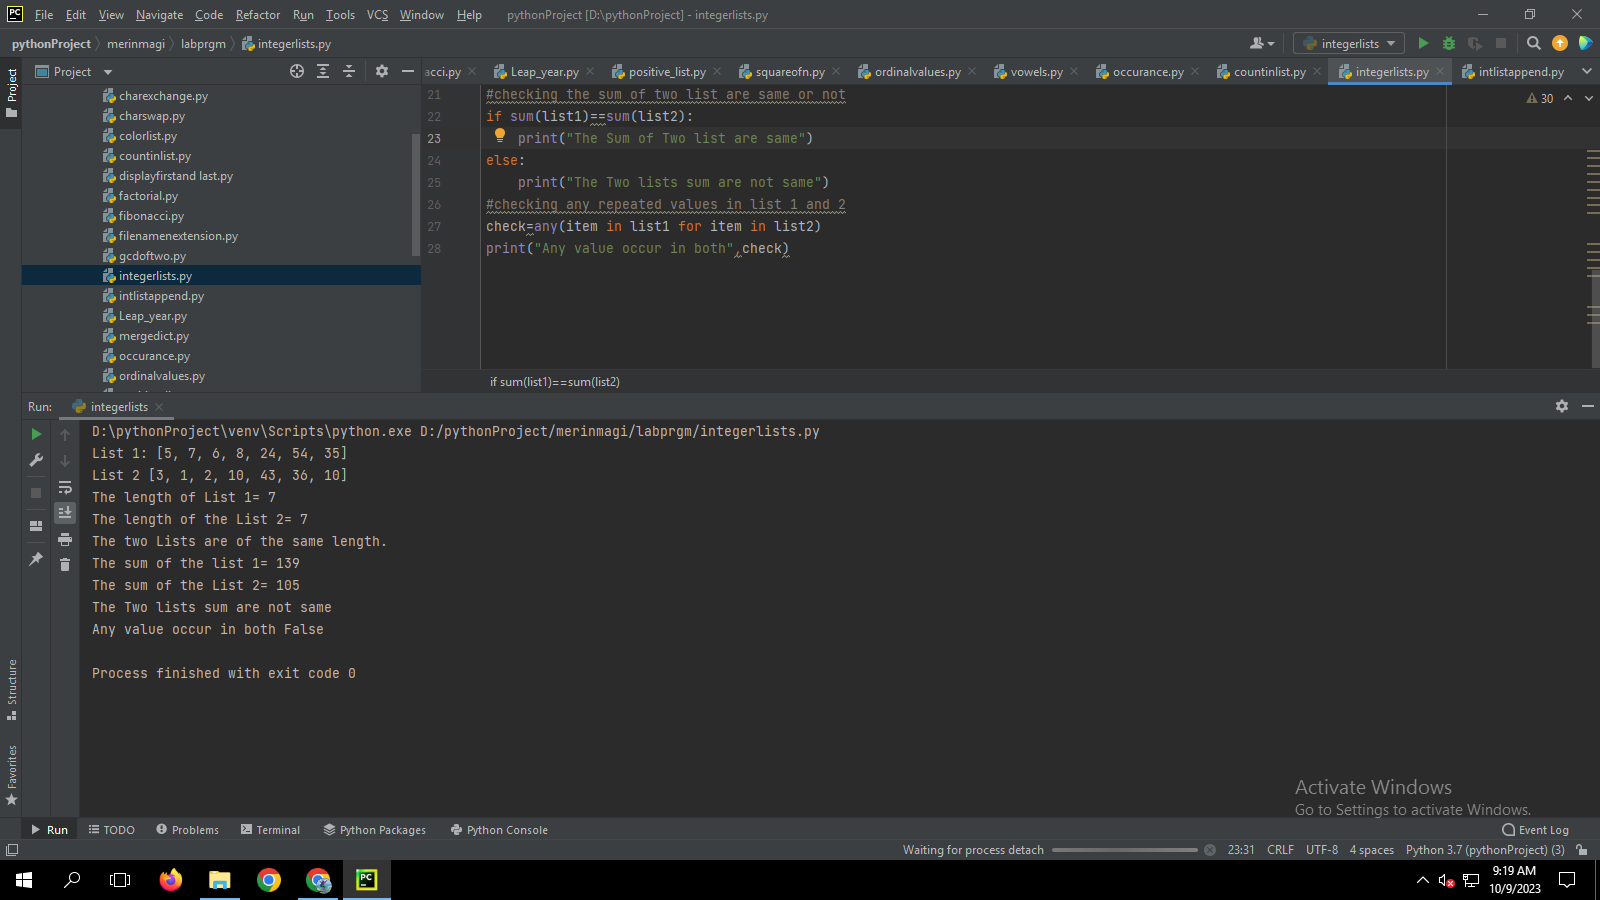 PC File Edit View Navigate Code Refactor Run Tools VCS Window Help pythonProject [D:\pythonProject] - integerlists.py
pythonProject merinmagi labprgm integerlists.py integerlists
Project acci.py Leap_year.py positive_list.py squareofn.py ordinalvalues.py vowels.py occurance.py countinlist.py integerlists.py intlistappend.py
Project
charexchange.py
charswap.py
colorlist.py
countinlist.py
displayfirstand last.py
factorial.py
fibonacci.py
filenamenextension.py
gcdoftwo.py
integerlists.py
intlistappend.py
Leap_year.py
mergedict.py
occurance.py
ordinalvalues.py
21 #checking the sum of two list are same or not
22 if sum(list1)==sum(list2):
23 print("The Sum of Two list are same")
24 else:
25 print("The Two lists sum are not same")
26 #checking any repeated values in list 1 and 2
27 check=any(item in list1 for item in list2)
28 print("Any value occur in both",check)
30
if sum(list1)==sum(list2)
Run: integerlists
D:\pythonProject\venv\Scripts\python.exe D:/pythonProject/merinmagi/labprgm/integerlists.py
List 1: [5, 7, 6, 8, 24, 54, 35]
List 2 [3, 1, 2, 10, 43, 36, 10]
The length of List 1= 7
The length of the List 2= 7
The two Lists are of the same length.
The sum of the list 1= 139
The sum of the List 2= 105
The Two lists sum are not same
Any value occur in both False
Process finished with exit code 0
Structure
Favorites
Activate Windows
Go to Settings to activate Windows.
Run TODO Problems Terminal Python Packages Python Console Event Log
Waiting for process detach 23:31 CRLF UTF-8 4 spaces Python 3.7 (pythonProject) (3)
PC
9:19 AM
10/9/2023